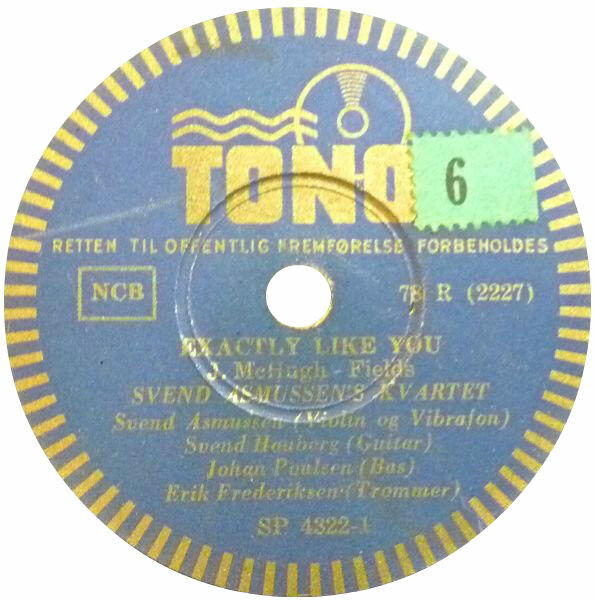 TONO
6
RETTEN TIL OFFENTLIG FREMFØRELSE FORBEHOLDES
NCB 78 R (2227)
EXACTLY LIKE YOU
J. McHugh - Fields
SVEND ASMUSSEN'S KVARTET
Svend Asmussen (Violin og Vibrafon)
Svend Hauberg (Guitar)
Johan Poulsen (Bas)
Erik Frederiksen (Trommer)
SP 4322-1